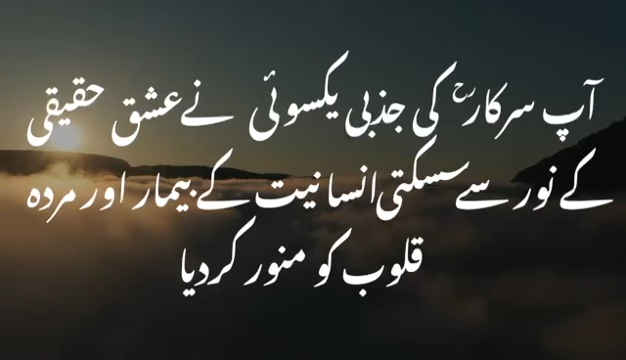 آپ سرکارؒ کی جذبی یکسوئی نے عشق حقیقی
کے نور سے سسکتی انسانیت کے بیمار اور مردہ
قلوب کو منور کردیا